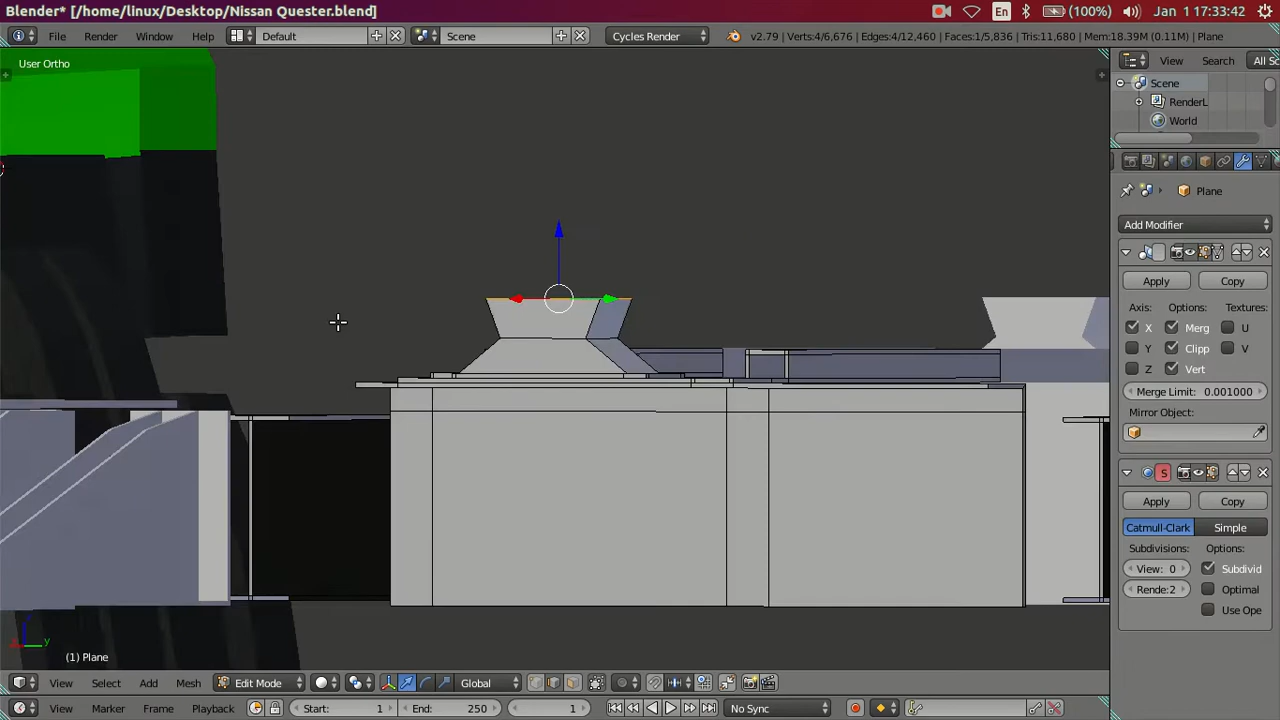 Blender* [/home/linux/Desktop/Nissan Quester.blend] En (100%) Jan 1 17:33:42
File Render Window Help Default Scene Cycles Render v2.79 | Verts:4/6,676 | Edges:4/12,460 | Faces:1/5,836 | Tris:11,680 | Mem:18.39M (0.11M) | Plane
User Ortho
View Search All Sc
Scene
RenderL
World
Plane
Add Modifier
Apply Copy
Axis: Options: Textures:
X Merg U
Y Clipp V
Z Vert
Merge Limit: 0.001000
Mirror Object:
S
Apply Copy
Catmull-Clark Simple
Subdivisions: Options:
View: 0 Subdivid
Rende:2 Optimal
Use Ope
z
x y
(1) Plane
View Select Add Mesh Edit Mode Global
View Marker Frame Playback Start: 1 End: 250 1 No Sync